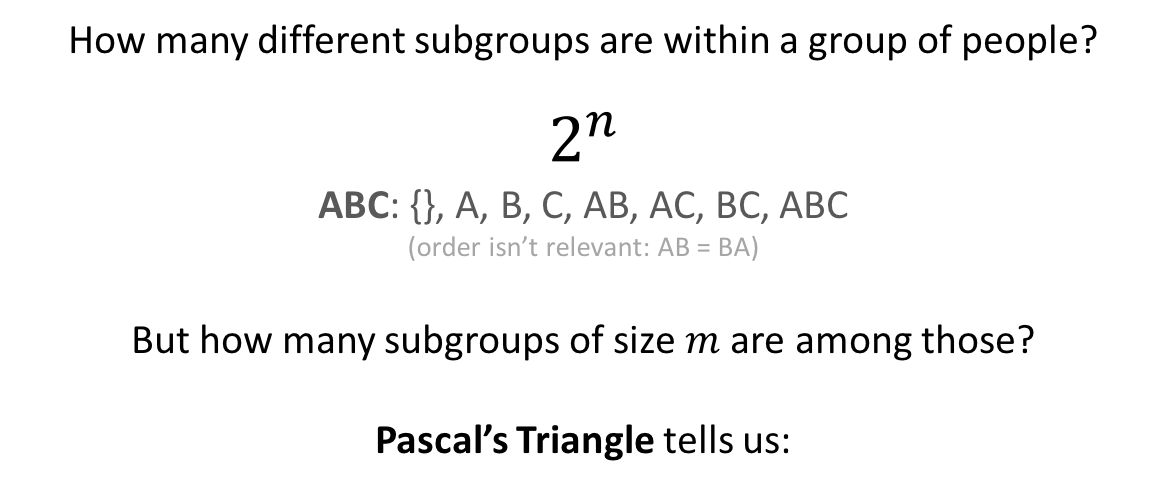 How many different subgroups are within a group of people?
2ⁿ
ABC: {}, A, B, C, AB, AC, BC, ABC
(order isn’t relevant: AB = BA)
But how many subgroups of size m are among those?
Pascal’s Triangle tells us: